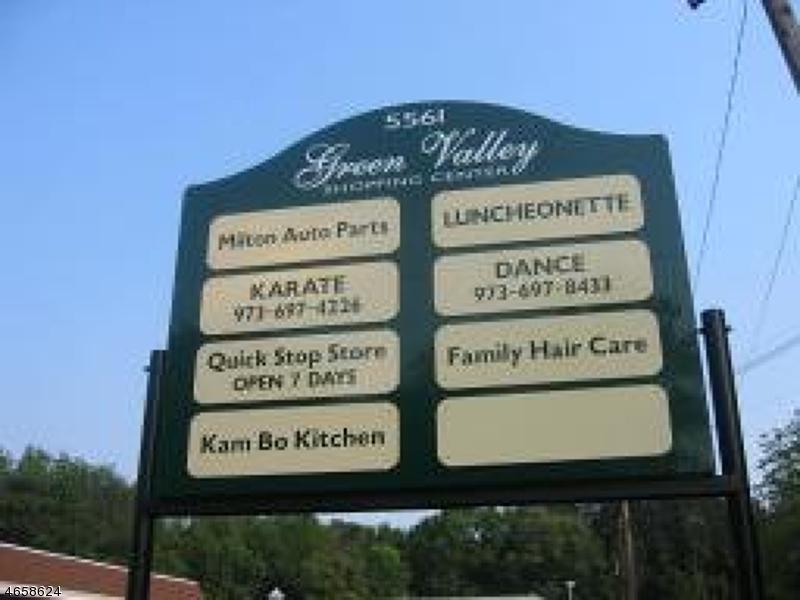 5561
Green Valley
SHOPPING CENTER
Milton Auto Parts
LUNCHEONETTE
KARATE
973-697-4226
DANCE
973-697-8433
Quick Stop Store
OPEN 7 DAYS
Family Hair Care
Kam Bo Kitchen
4658624